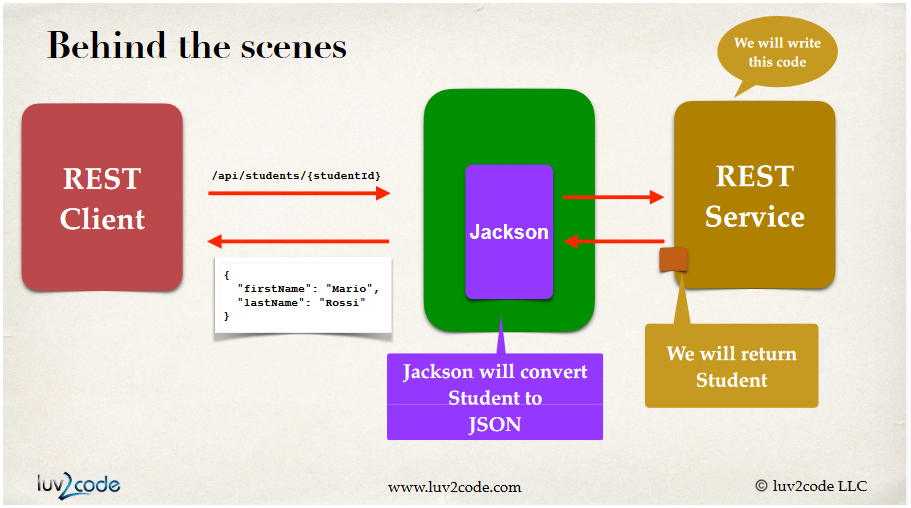 Behind the scenes
We will write
this code
REST
Client
/api/students/{studentId}
Jackson
REST
Service
{
"firstName": "Mario",
"lastName": "Rossi"
}
Jackson will convert
Student to
JSON
We will return
Student
luv2code
www.luv2code.com
© luv2code LLC